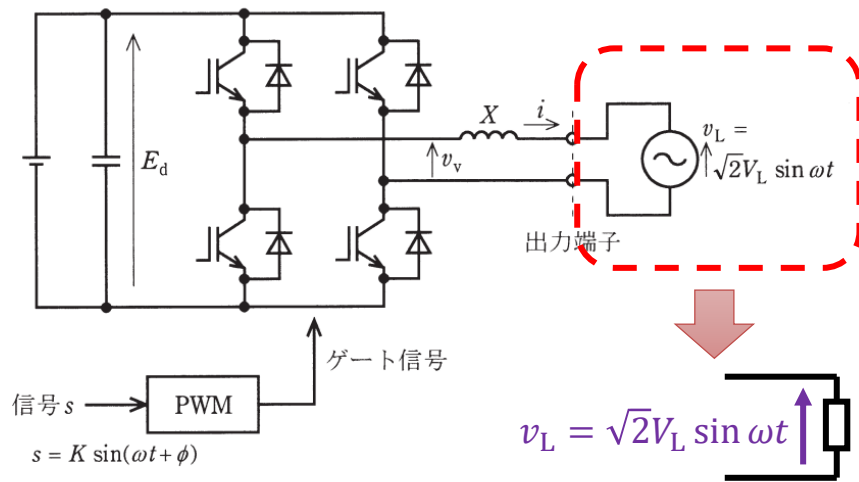 E_d
X
i
v_v
v_L =
√2V_L sin ωt
出力端子
ゲート信号
信号 s
PWM
s = K sin(ωt + ϕ)
v_L = √2V_L sin ωt